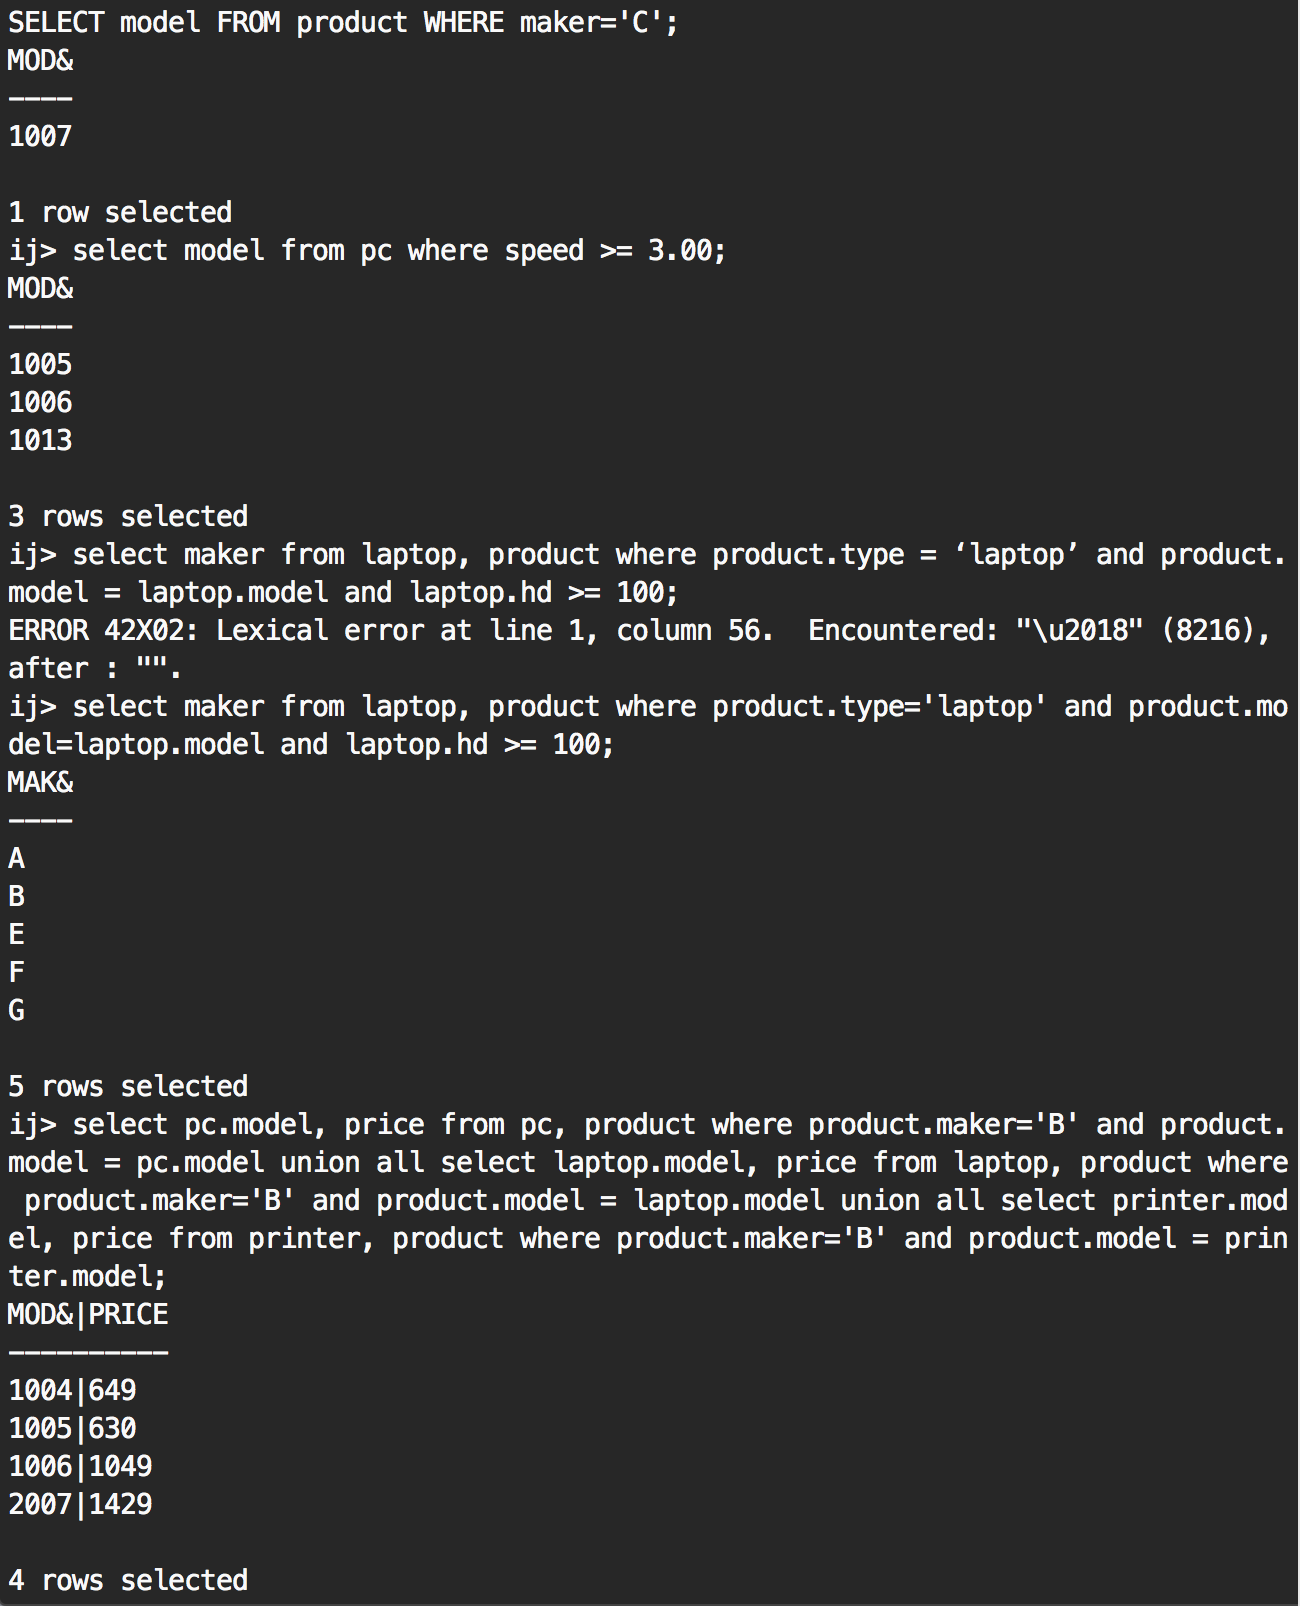 SELECT model FROM product WHERE maker='C';
MOD&
----
1007
1 row selected
ij> select model from pc where speed >= 3.00;
MOD&
----
1005
1006
1013
3 rows selected
ij> select maker from laptop, product where product.type = ‘laptop’ and product.
model = laptop.model and laptop.hd >= 100;
ERROR 42X02: Lexical error at line 1, column 56.  Encountered: "\u2018" (8216),
after : "".
ij> select maker from laptop, product where product.type='laptop' and product.mo
del=laptop.model and laptop.hd >= 100;
MAK&
----
A
B
E
F
G
5 rows selected
ij> select pc.model, price from pc, product where product.maker='B' and product.
model = pc.model union all select laptop.model, price from laptop, product where
 product.maker='B' and product.model = laptop.model union all select printer.mod
el, price from printer, product where product.maker='B' and product.model = prin
ter.model;
MOD&|PRICE
----------
1004|649
1005|630
1006|1049
2007|1429
4 rows selected